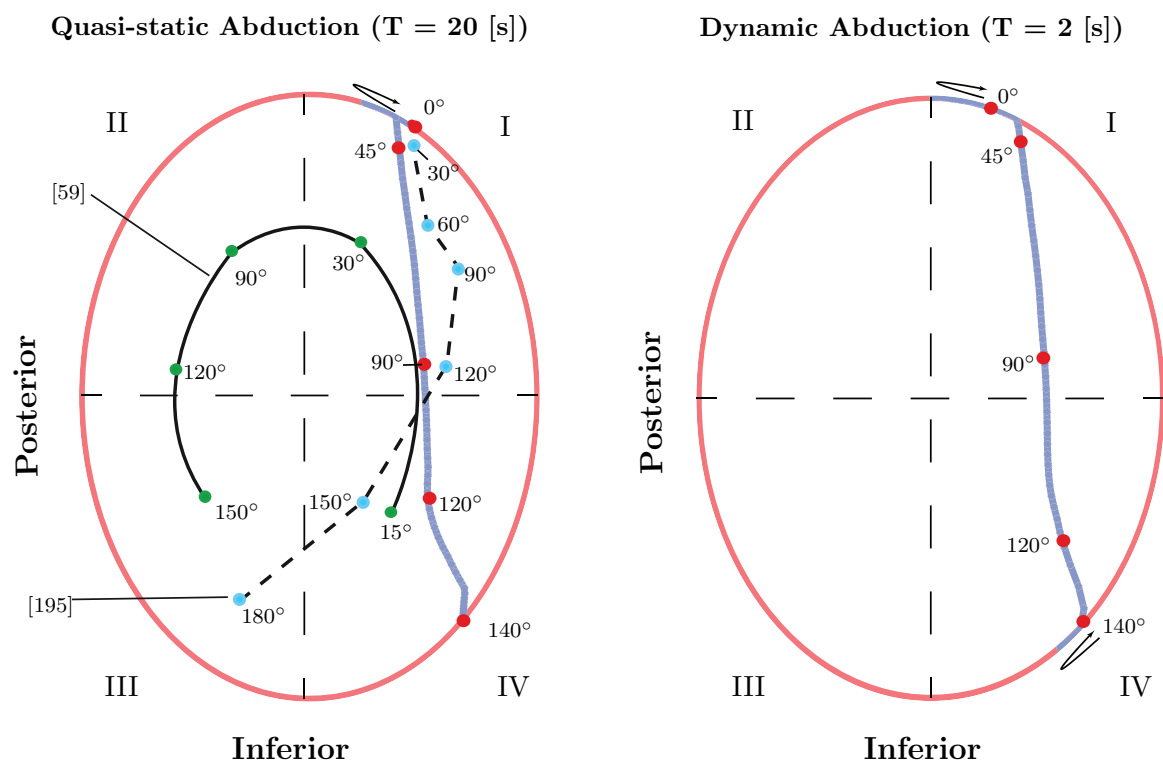 Quasi-static Abduction (T = 20 [s])
II
I
III
IV
0°
45°
30°
[59]
60°
90°
30°
90°
90°
120°
120°
150°
120°
150°
15°
[195]
180°
140°
Posterior
Inferior
Dynamic Abduction (T = 2 [s])
II
I
III
IV
0°
45°
90°
120°
140°
Posterior
Inferior